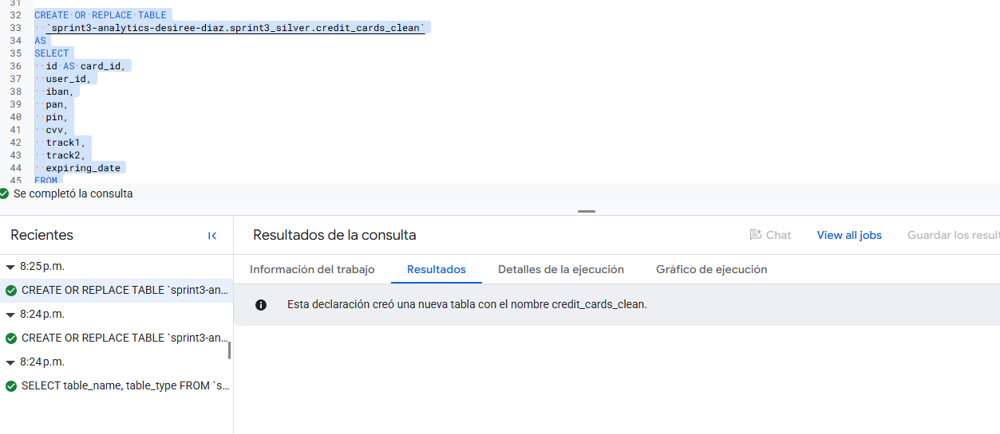 31
32 CREATE OR REPLACE TABLE
33 `sprint3-analytics-desiree-diaz.sprint3_silver.credit_cards_clean`
34 AS
35 SELECT
36 id AS card_id,
37 user_id,
38 iban,
39 pan,
40 pin,
41 cvv,
42 track1,
43 track2,
44 expiring_date
45 FROM
Se completó la consulta
Recientes
Resultados de la consulta
Chat
View all jobs
Guardar los result
8:25 p.m.
CREATE OR REPLACE TABLE `sprint3-an...
8:24 p.m.
CREATE OR REPLACE TABLE `sprint3-an...
8:24 p.m.
SELECT table_name, table_type FROM `s...
Información del trabajo
Resultados
Detalles de la ejecución
Gráfico de ejecución
Esta declaración creó una nueva tabla con el nombre credit_cards_clean.